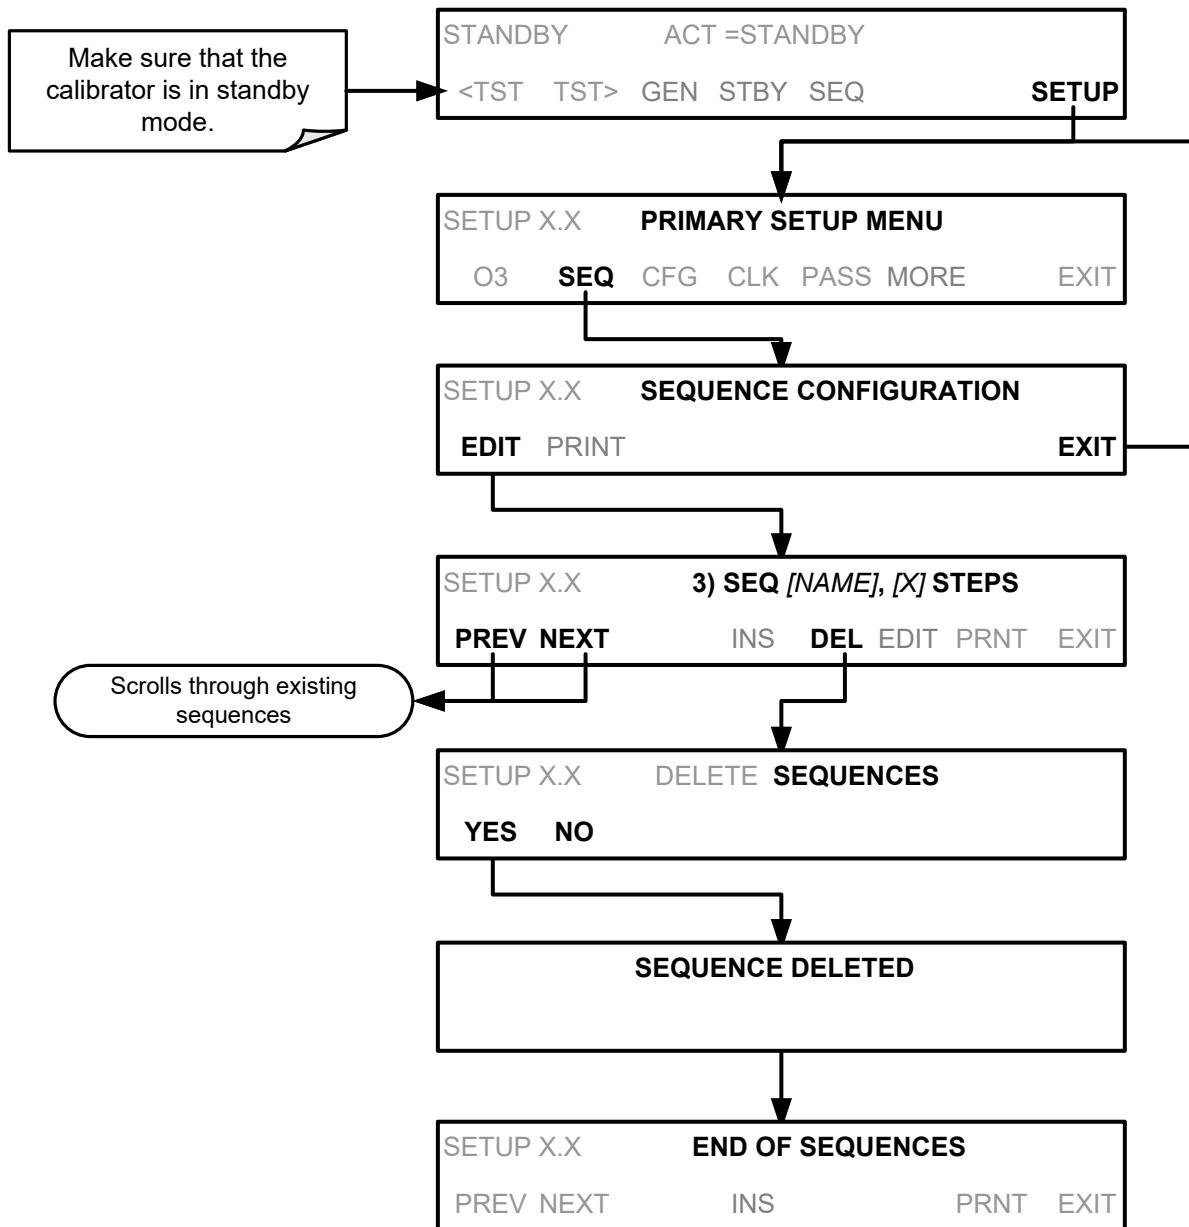 Make sure that the
calibrator is in standby
mode.
STANDBY ACT =STANDBY
<TST TST> GEN STBY SEQ SETUP
SETUP X.X PRIMARY SETUP MENU
O3 SEQ CFG CLK PASS MORE EXIT
SETUP X.X SEQUENCE CONFIGURATION
EDIT PRINT EXIT
SETUP X.X 3) SEQ [NAME], [X] STEPS
PREV NEXT INS DEL EDIT PRNT EXIT
Scrolls through existing
sequences
SETUP X.X DELETE SEQUENCES
YES NO
SEQUENCE DELETED
SETUP X.X END OF SEQUENCES
PREV NEXT INS PRNT EXIT